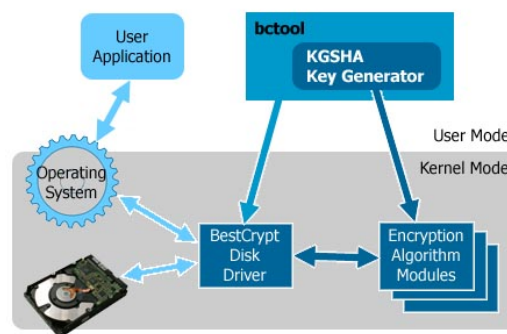 User
Application
bctool
KGSHA
Key Generator
User Mode
Kernel Mode
Operating
System
BestCrypt
Disk
Driver
Encryption
Algorithm
Modules